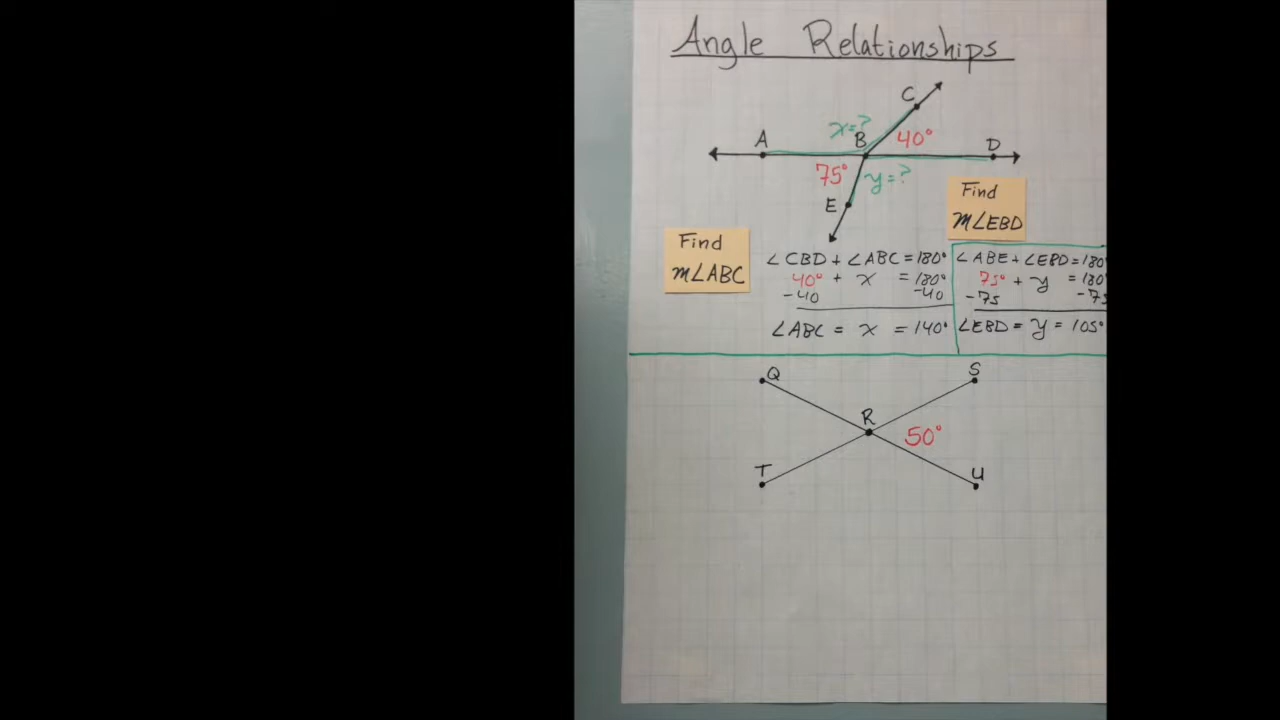 Angle Relationships
C
x=?
A
B
40°
D
75°
y=?
E
Find
m∠EBD
Find
m∠ABC
∠CBD + ∠ABC = 180°
40° + x = 180°
-40 -40
∠ABC = x = 140°
∠ABE + ∠EBD = 180°
75° + y = 180°
-75 -75
∠EBD = y = 105°
Q
S
R
50°
T
U